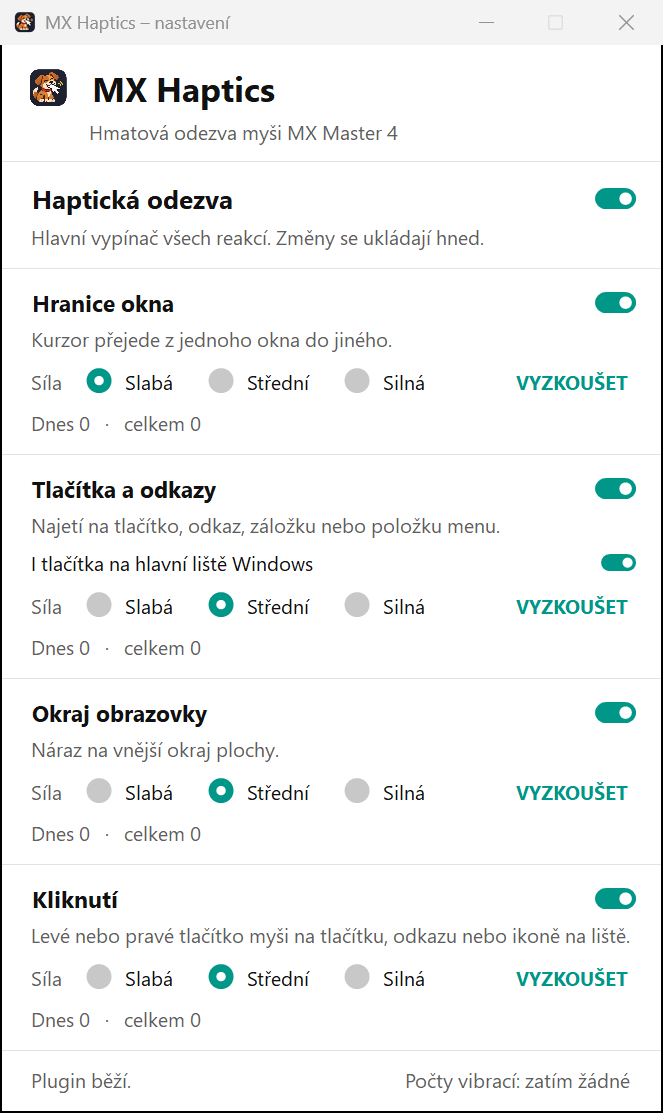 MX Haptics – nastavení
MX Haptics
Hmatová odezva myši MX Master 4
Haptická odezva
Hlavní vypínač všech reakcí. Změny se ukládají hned.
Hranice okna
Kurzor přejede z jednoho okna do jiného.
Síla Slabá Střední Silná VYZKOUŠET
Dnes 0 · celkem 0
Tlačítka a odkazy
Najetí na tlačítko, odkaz, záložku nebo položku menu.
I tlačítka na hlavní liště Windows
Síla Slabá Střední Silná VYZKOUŠET
Dnes 0 · celkem 0
Okraj obrazovky
Náraz na vnější okraj plochy.
Síla Slabá Střední Silná VYZKOUŠET
Dnes 0 · celkem 0
Kliknutí
Levé nebo pravé tlačítko myši na tlačítku, odkazu nebo ikoně na liště.
Síla Slabá Střední Silná VYZKOUŠET
Dnes 0 · celkem 0
Plugin běží. Počty vibrací: zatím žádné